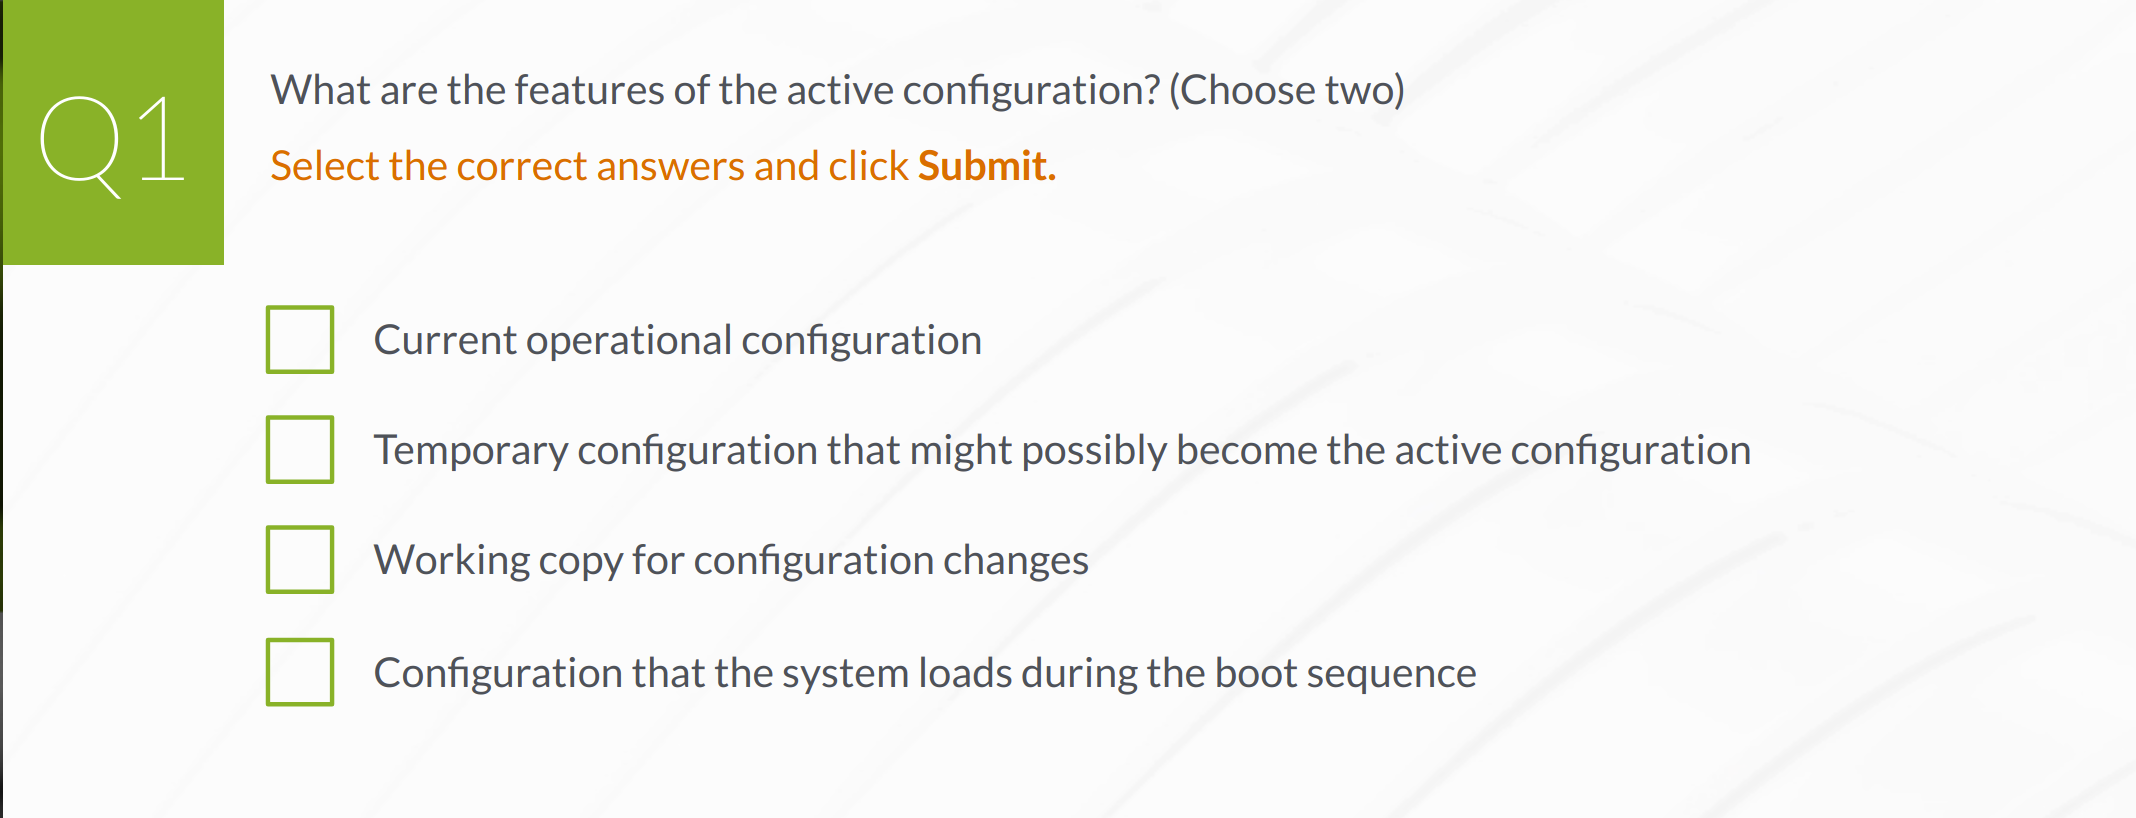 Q1
What are the features of the active configuration? (Choose two)
Select the correct answers and click Submit.
Current operational configuration
Temporary configuration that might possibly become the active configuration
Working copy for configuration changes
Configuration that the system loads during the boot sequence